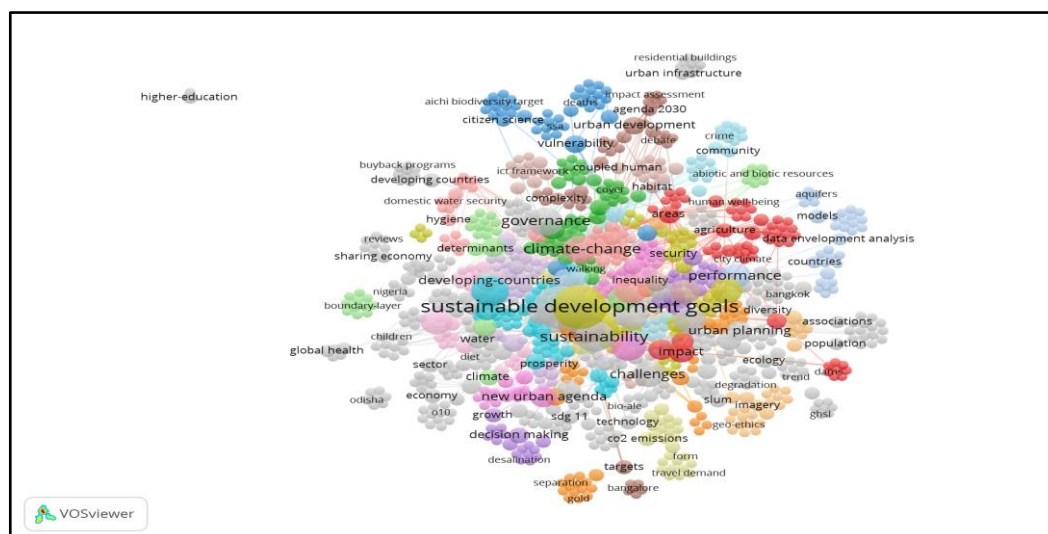 residential buildings
urban infrastructure
higher-education
aichi biodiversity target
deaths
impact assessment
agenda 2030
citizen science
ssa
urban development
crime
vulnerability
debate
community
buyback programs
developing countries
ict framework
coupled human
abiotic and biotic resources
domestic water security
complexity
cover
habitat
human well-being
aquifers
hygiene
governance
areas
models
reviews
agriculture
determinants
climate-change
security
data envelopment analysis
sharing economy
city climate
walking
countries
developing-countries
inequality
performance
nigeria
bangkok
boundary-layer
sustainable development goals
diversity
associations
children
water
sustainability
urban planning
population
global health
sector
diet
prosperity
impact
ecology
climate
challenges
trend
dams
odisha
economy
new urban agenda
degradation
bio-ale
slum
imagery
o10
growth
sdg 11
technology
ghsl
decision making
co2 emissions
geo-ethics
desalination
form
targets
travel demand
separation
bangalore
gold
VOSviewer